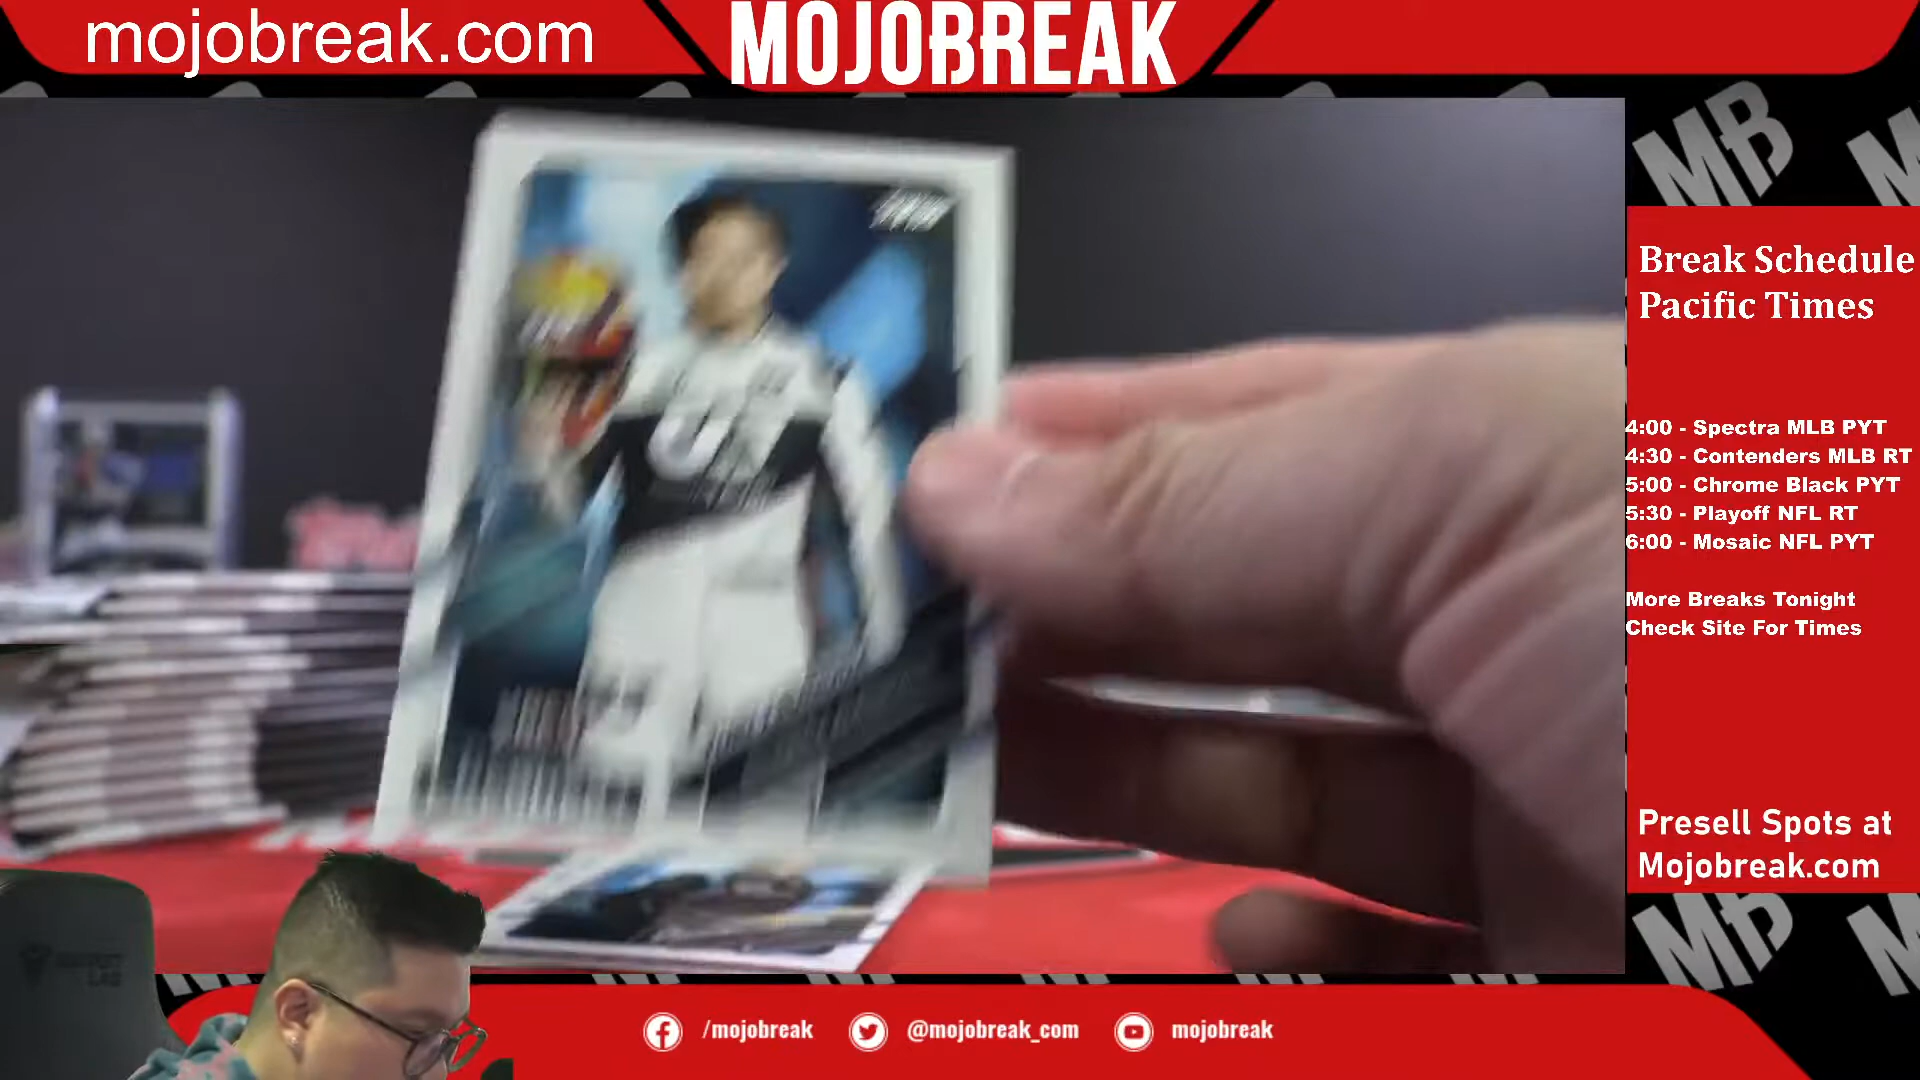 mojobreak.com
MOJOBREAK
MB
Break Schedule
Pacific Times
4:00 - Spectra MLB PYT
4:30 - Contenders MLB RT
5:00 - Chrome Black PYT
5:30 - Playoff NFL RT
6:00 - Mosaic NFL PYT
More Breaks Tonight
Check Site For Times
Presell Spots at
Mojobreak.com
MB
/mojobreak
@mojobreak_com
mojobreak